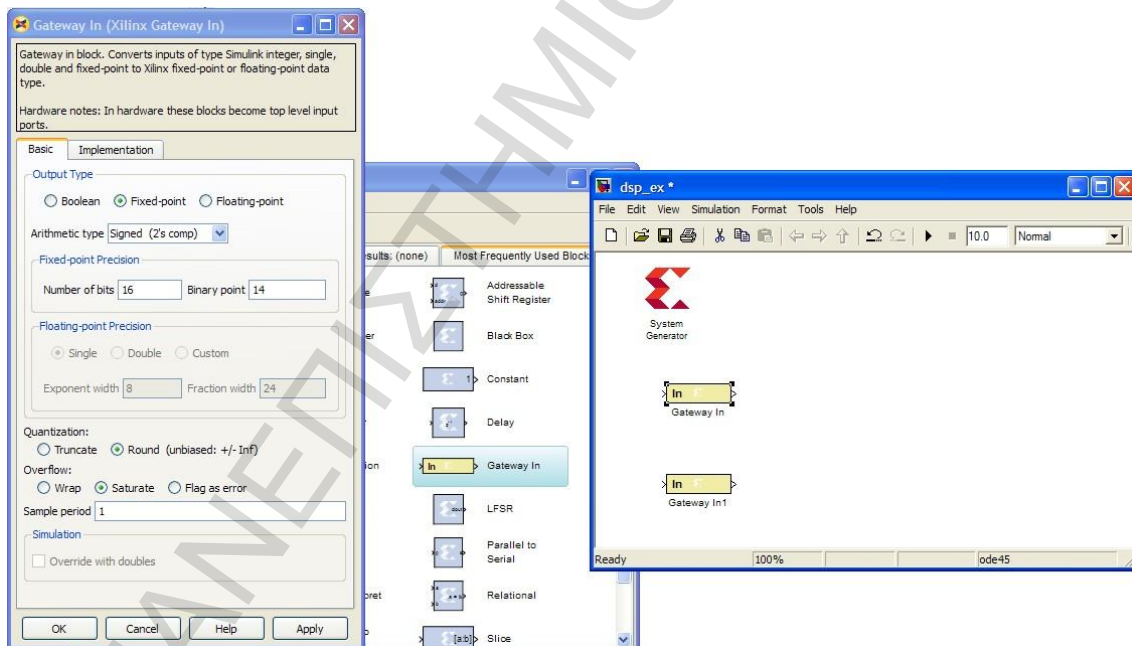 Gateway In (Xilinx Gateway In)
Gateway in block. Converts inputs of type Simulink integer, single,
double and fixed-point to Xilinx fixed-point or floating-point data
type.
Hardware notes: In hardware these blocks become top level input
ports.
Basic Implementation
Output Type
Boolean Fixed-point Floating-point
Arithmetic type Signed (2's comp)
Fixed-point Precision
Number of bits 16 Binary point 14
Floating-point Precision
Single Double Custom
Exponent width 8 Fraction width 24
Quantization:
Truncate Round (unbiased: +/- Inf)
Overflow:
Wrap Saturate Flag as error
Sample period 1
Simulation
Override with doubles
OK Cancel Help Apply
(none) Most Frequently Used Block
Addressable
Shift Register
Black Box
1 Constant
Delay
In Gateway In
LFSR
Parallel to
Serial
Relational
[a:b] Slice
dsp_ex *
File Edit View Simulation Format Tools Help
10.0 Normal
System
Generator
In
Gateway In
In
Gateway In1
Ready 100% ode45
ΠΑΝΕΠΙΣΤΗΜΙΟ